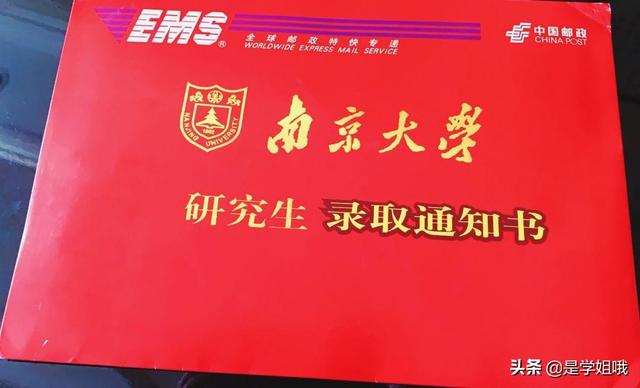 EMS®
全球邮政特快专递
WORLDWIDE EXPRESS MAIL SERVICE
中国邮政
CHINA POST
NANJING UNIVERSITY
1902
南京大學
研究生 录取通知书
头条 @是学姐哦